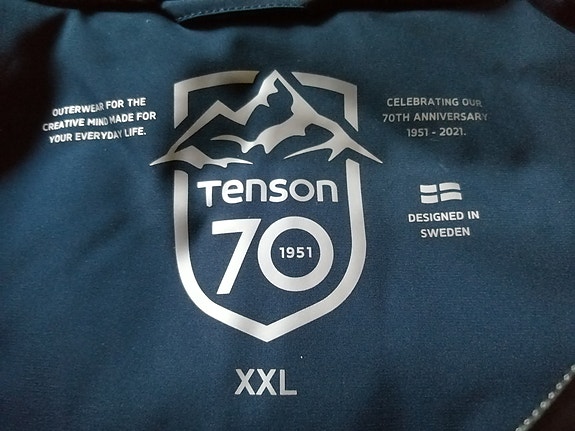 OUTERWEAR FOR THE
CREATIVE MIND MADE FOR
YOUR EVERYDAY LIFE.
CELEBRATING OUR
70TH ANNIVERSARY
1951 - 2021.
Tenson
70
1951
DESIGNED IN
SWEDEN
XXL